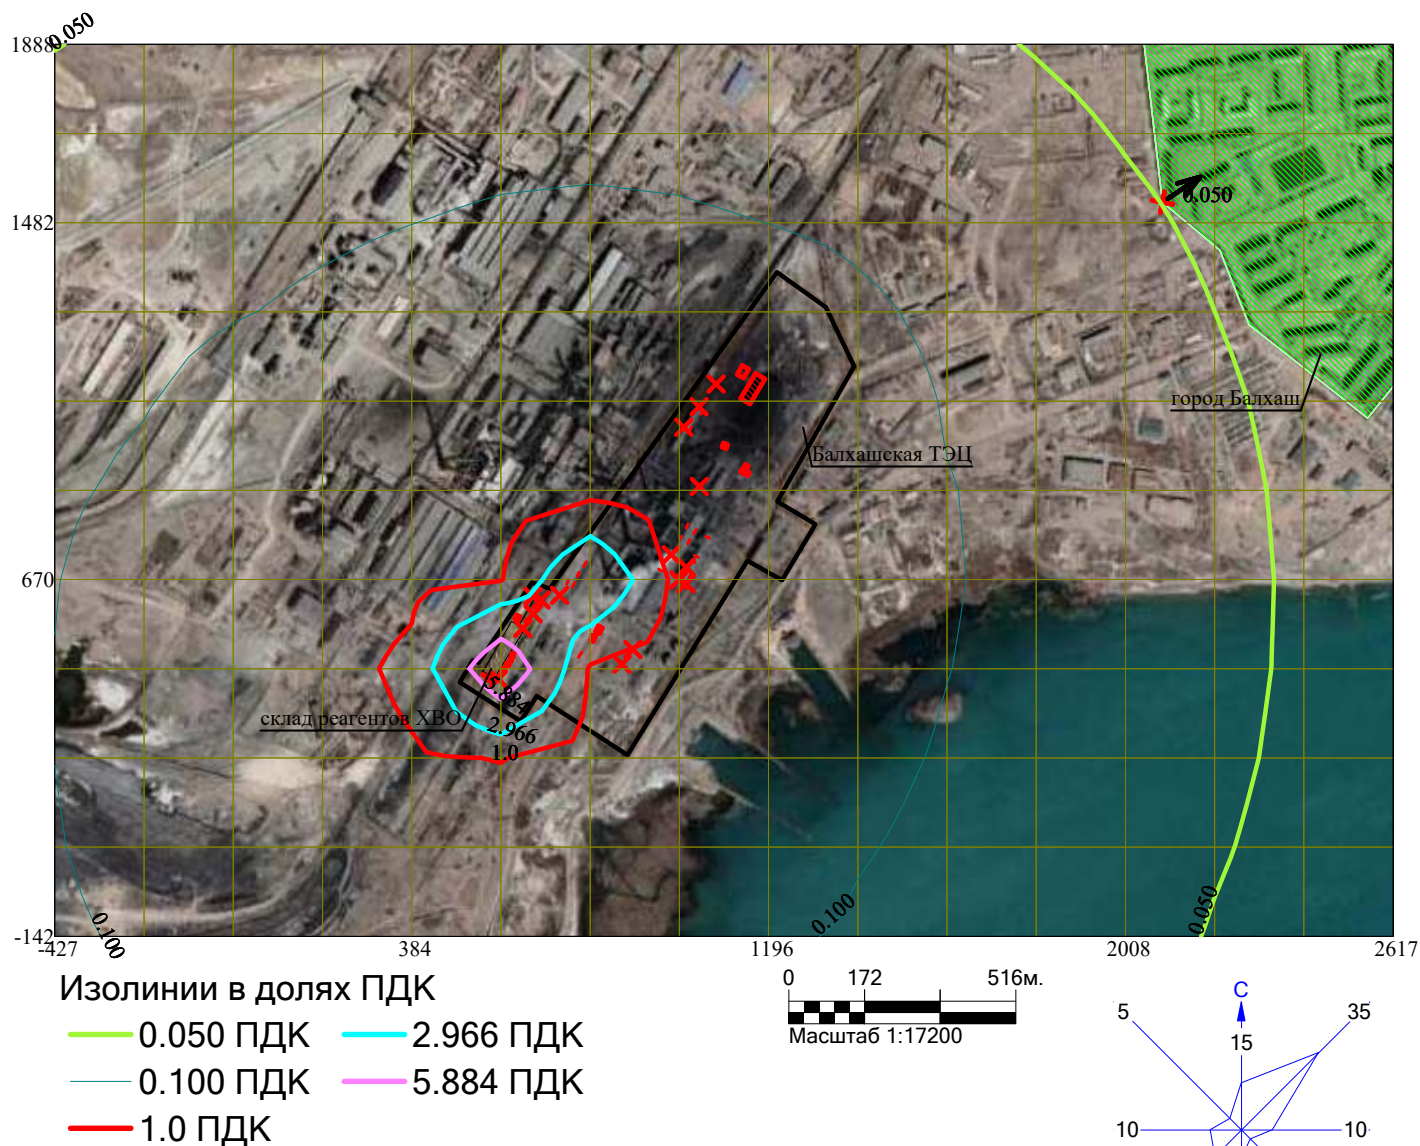 0.050
1888
1482
0.050
город Балхаш
Балхашская ТЭЦ
670
5.884
склад реагентов ХВО
2.966
1.0
0.100
0.100
0.050
-142
-427
384
1196
2008
2617
Изолинии в долях ПДК
0.050 ПДК
2.966 ПДК
0.100 ПДК
5.884 ПДК
1.0 ПДК
0
172
516м.
Масштаб 1:17200
С
5
35
15
10
10